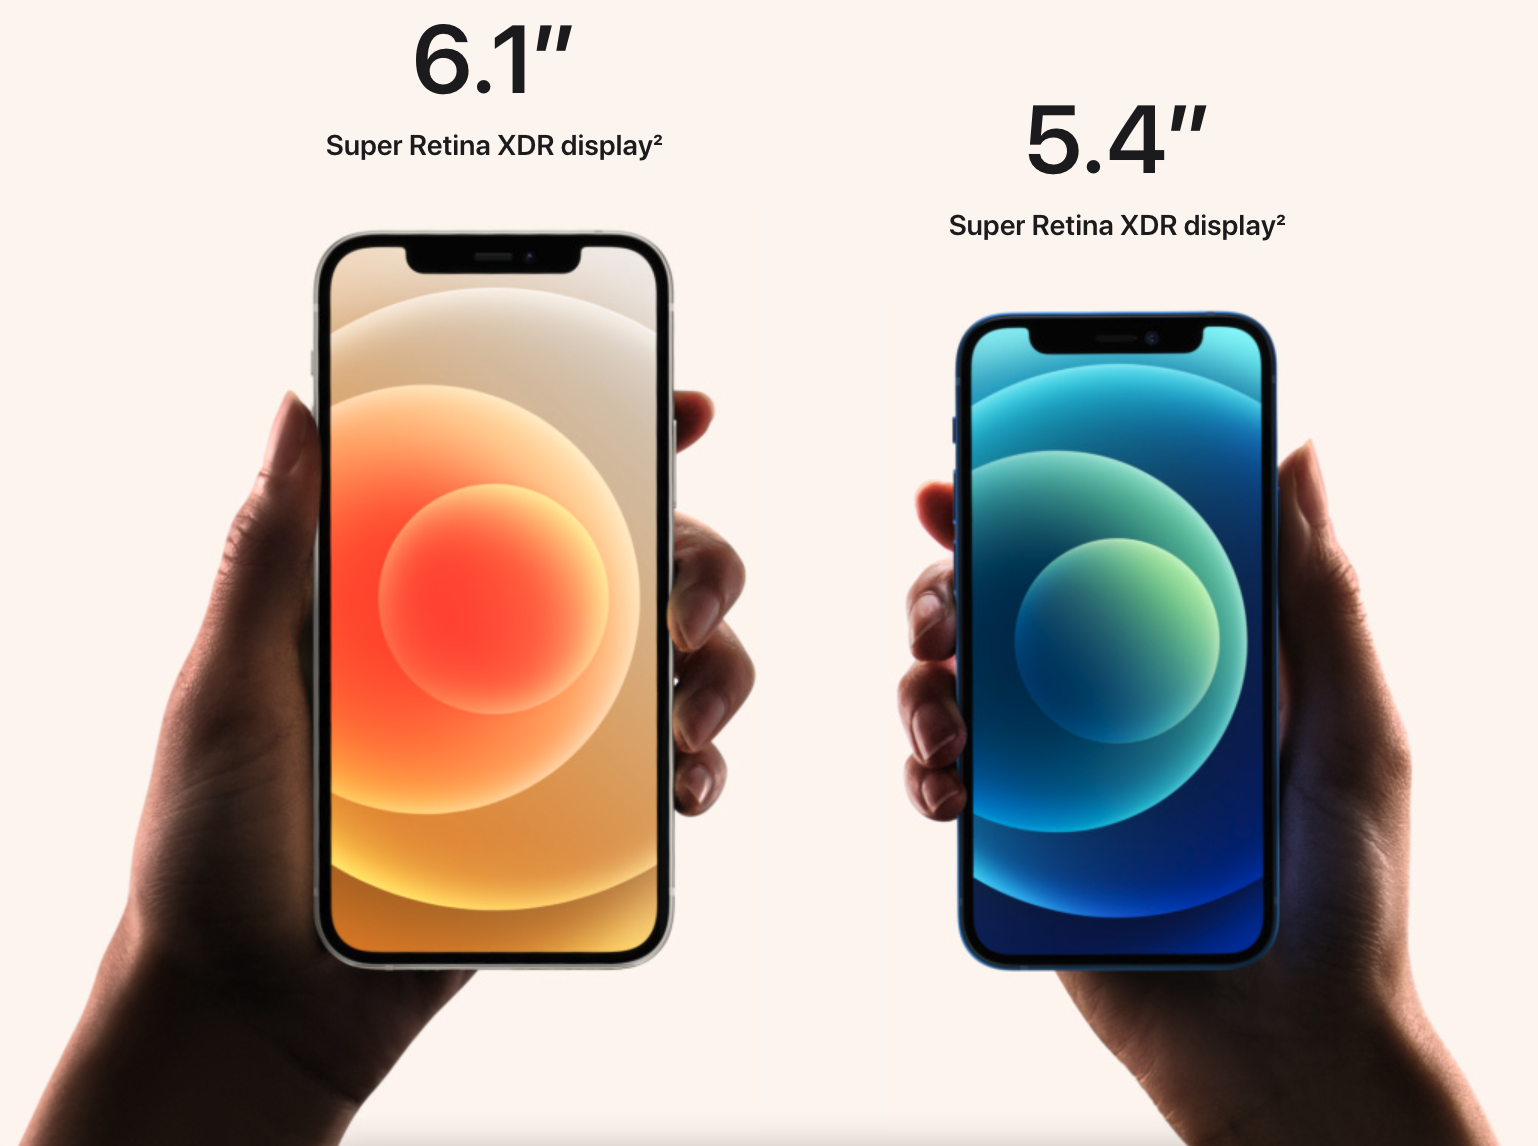 6.1″
Super Retina XDR display²
5.4″
Super Retina XDR display²